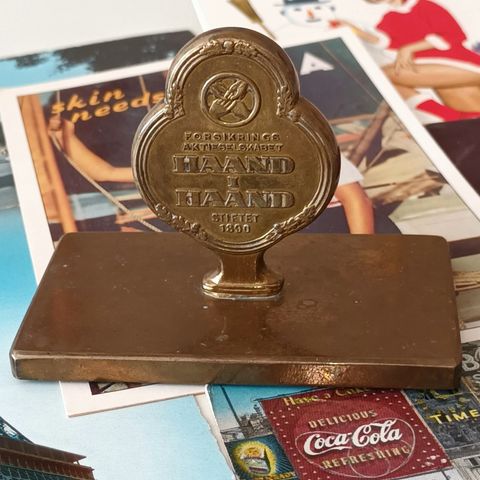 FORSIKRINGS
AKTIESELSKABET
HAAND
I
HAAND
STIFTET
1890
skin
needs
A
Have a Coke
DELICIOUS
Coca-Cola
REFRESHING
TIME